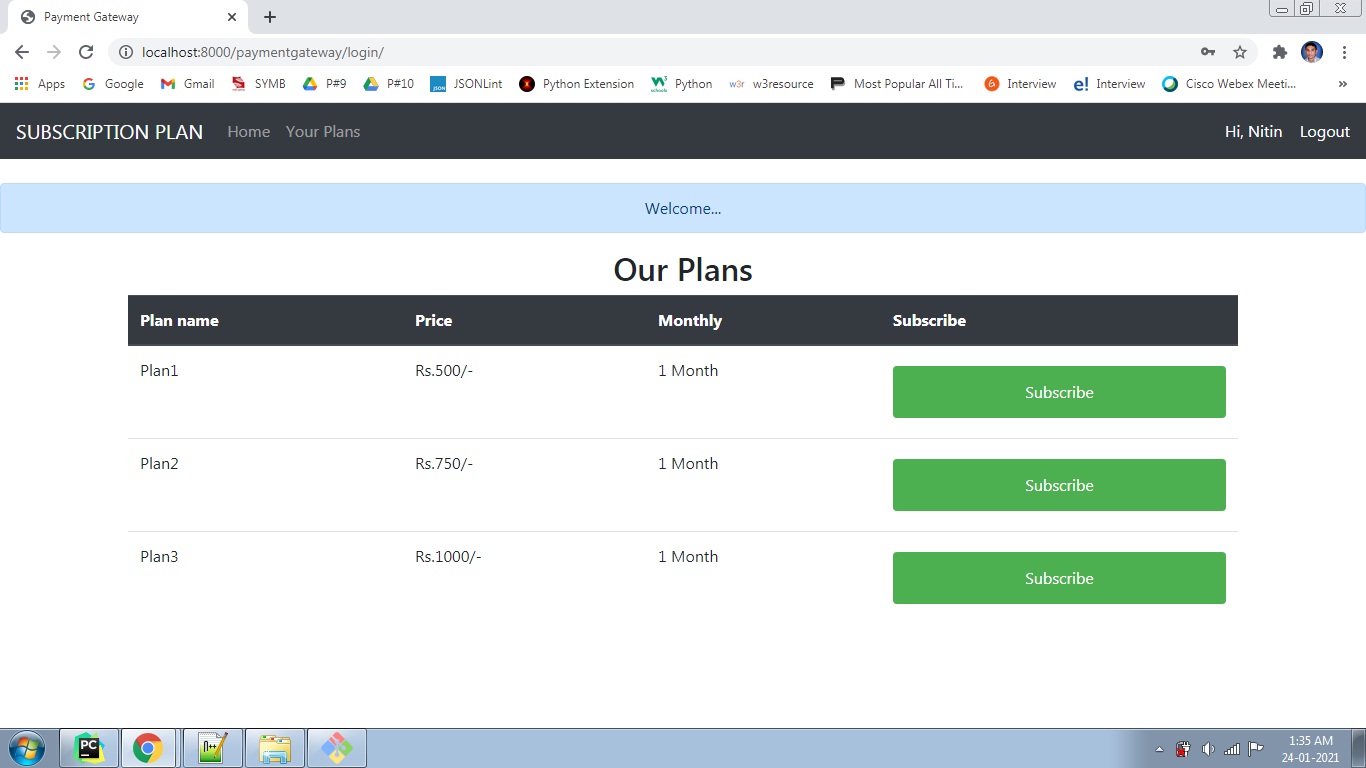 Payment Gateway
localhost:8000/paymentgateway/login/
Apps Google Gmail SYMB P#9 P#10 JSONLint Python Extension Python w3resource Most Popular All Ti... Interview Interview Cisco Webex Meeti... »
SUBSCRIPTION PLAN Home Your Plans Hi, Nitin Logout
Welcome...
Our Plans
Plan name Price Monthly Subscribe
Plan1 Rs.500/- 1 Month Subscribe
Plan2 Rs.750/- 1 Month Subscribe
Plan3 Rs.1000/- 1 Month Subscribe
1:35 AM
24-01-2021